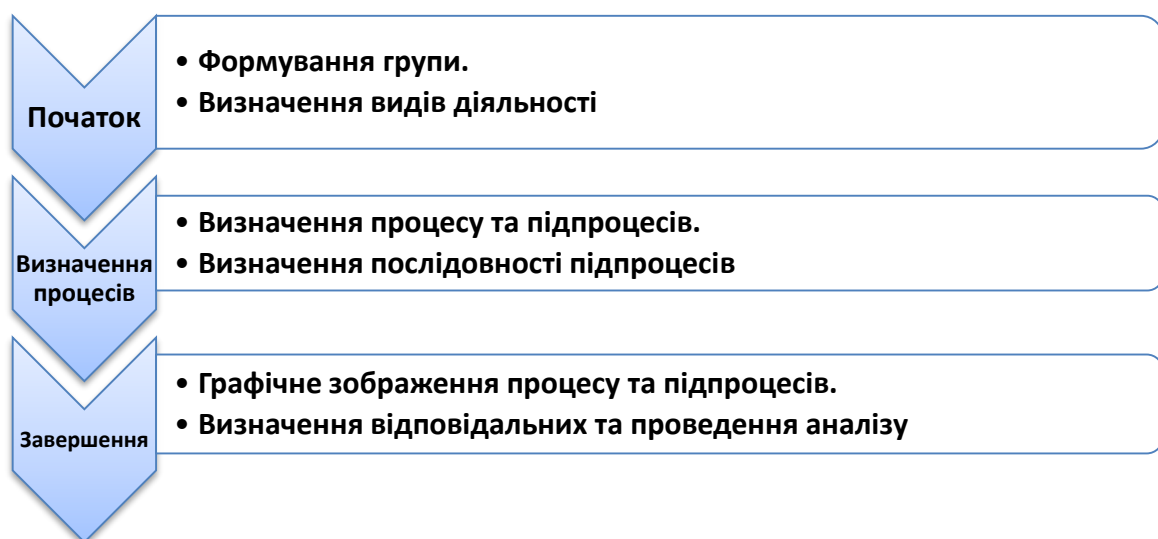 Початок
• Формування групи.
• Визначення видів діяльності
Визначення
процесів
• Визначення процесу та підпроцесів.
• Визначення послідовності підпроцесів
Завершення
• Графічне зображення процесу та підпроцесів.
• Визначення відповідальних та проведення аналізу